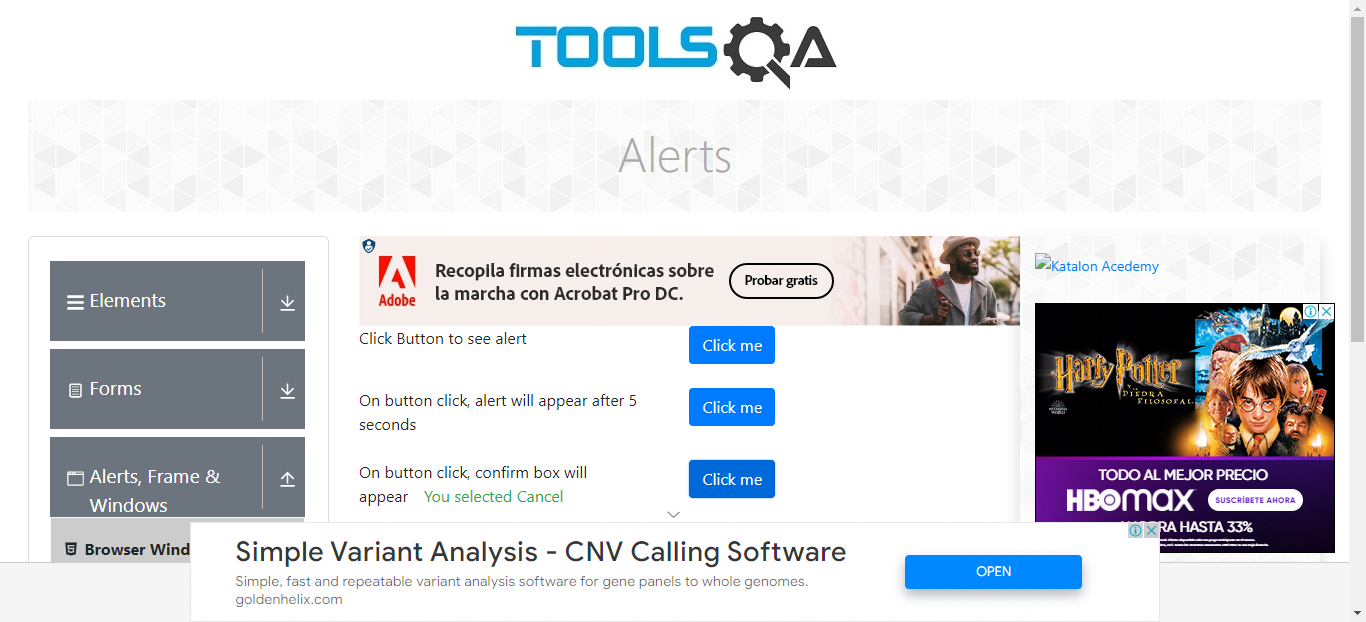 TOOLSQA
Alerts
Elements
Forms
Alerts, Frame &
Windows
Browser Wind
Adobe
Recopila firmas electrónicas sobre
la marcha con Acrobat Pro DC.
Probar gratis
Click Button to see alert
Click me
On button click, alert will appear after 5
seconds
Click me
On button click, confirm box will
appear You selected Cancel
Click me
Katalon Acedemy
Harry Potter
Y LA
PIEDRA
FILOSOFAL
TODO AL MEJOR PRECIO
HBOMAX
SUSCRÍBETE AHORA
RA HASTA 33%
Simple Variant Analysis - CNV Calling Software
Simple, fast and repeatable variant analysis software for gene panels to whole genomes.
goldenhelix.com
OPEN